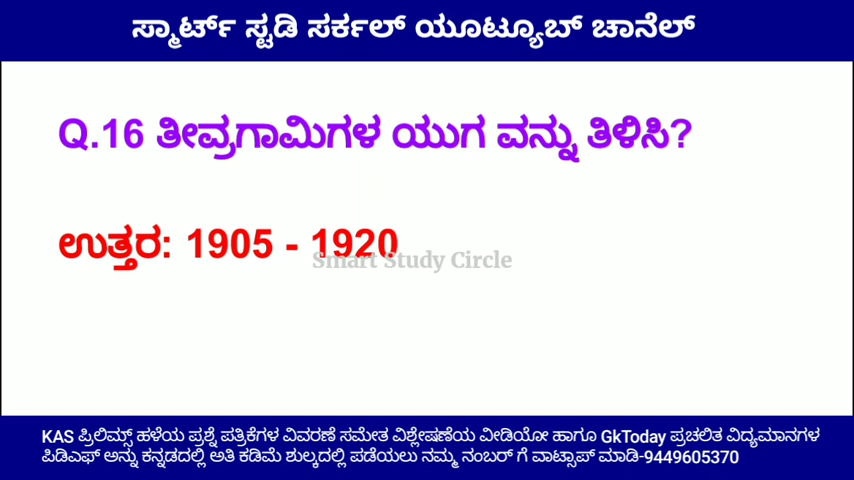 ಸ್ಮಾರ್ಟ್ ಸ್ಟಡಿ ಸರ್ಕಲ್ ಯೂಟ್ಯೂಬ್ ಚಾನೆಲ್
Q.16 ತೀವ್ರಗಾಮಿಗಳ ಯುಗ ವನ್ನು ತಿಳಿಸಿ?
ಉತ್ತರ: 1905 - 1920
Smart Study Circle
KAS ಪ್ರಿಲಿಮ್ಸ್ ಹಳೆಯ ಪ್ರಶ್ನೆ ಪತ್ರಿಕೆಗಳ ವಿವರಣೆ ಸಮೇತ ವಿಶ್ಲೇಷಣೆಯ ವೀಡಿಯೋ ಹಾಗೂ GkToday ಪ್ರಚಲಿತ ವಿದ್ಯಮಾನಗಳ
ಪಿಡಿಎಫ್ ಅನ್ನು ಕನ್ನಡದಲ್ಲಿ ಅತಿ ಕಡಿಮೆ ಶುಲ್ಕದಲ್ಲಿ ಪಡೆಯಲು ನಮ್ಮ ನಂಬರ್ ಗೆ ವಾಟ್ಸಾಪ್ ಮಾಡಿ-9449605370